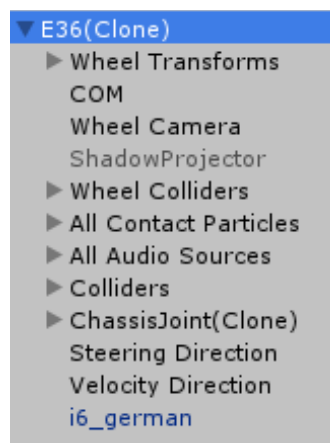 E36(Clone)
Wheel Transforms
COM
Wheel Camera
ShadowProjector
Wheel Colliders
All Contact Particles
All Audio Sources
Colliders
ChassisJoint(Clone)
Steering Direction
Velocity Direction
i6_german